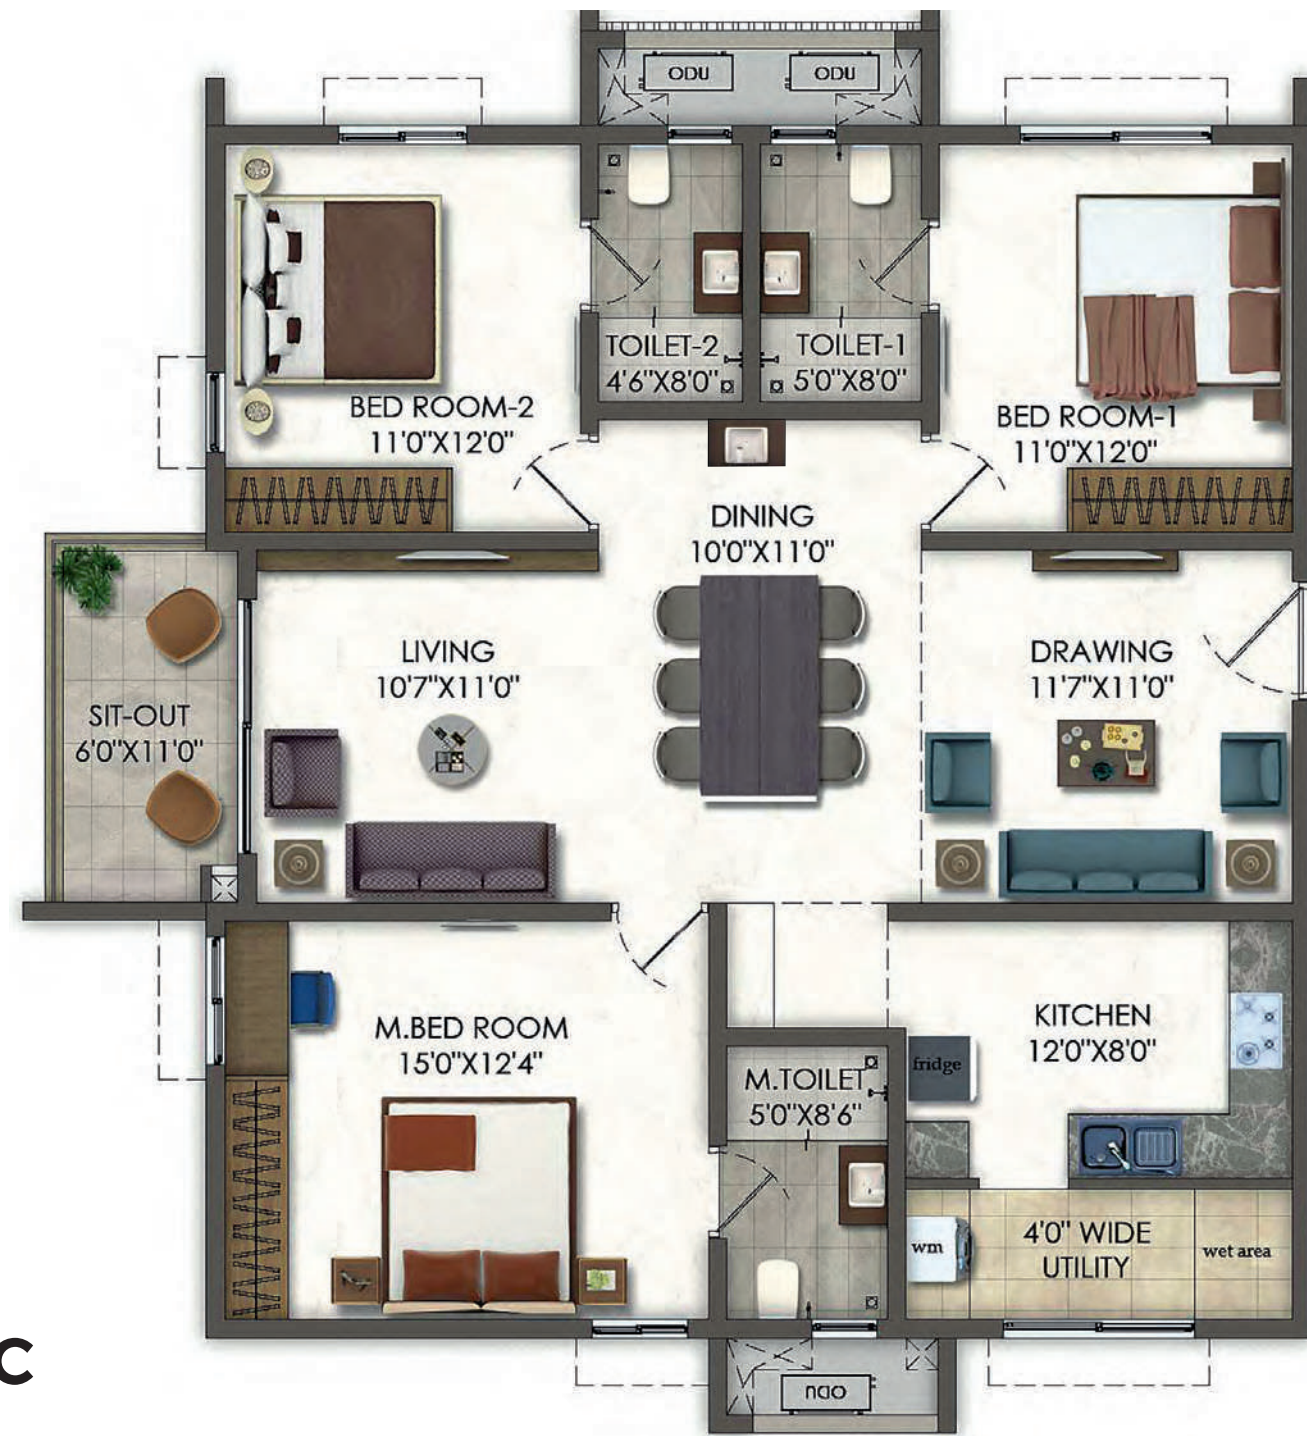 ODU
ODU
TOILET-2
4'6"X8'0"
TOILET-1
5'0"X8'0"
BED ROOM-2
11'0"X12'0"
BED ROOM-1
11'0"X12'0"
DINING
10'0"X11'0"
LIVING
10'7"X11'0"
DRAWING
11'7"X11'0"
SIT-OUT
6'0"X11'0"
M.BED ROOM
15'0"X12'4"
KITCHEN
12'0"X8'0"
fridge
M.TOILET
5'0"X8'6"
wm
4'0" WIDE
UTILITY
wet area
C
ODU